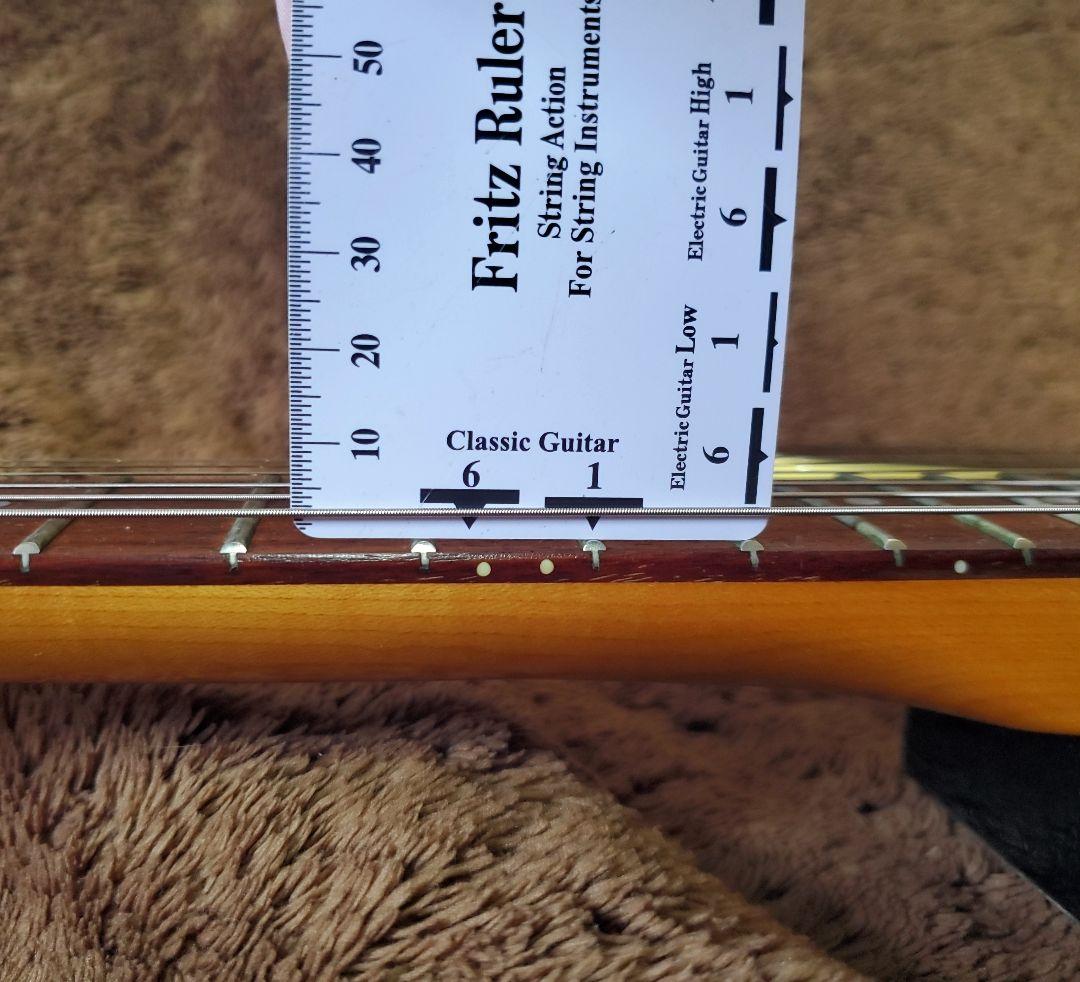 50
40
30
20
10
Fritz Ruler
String Action
For String Instruments
Electric Guitar High
1
6
Electric Guitar Low
1
6
Classic Guitar
6 1